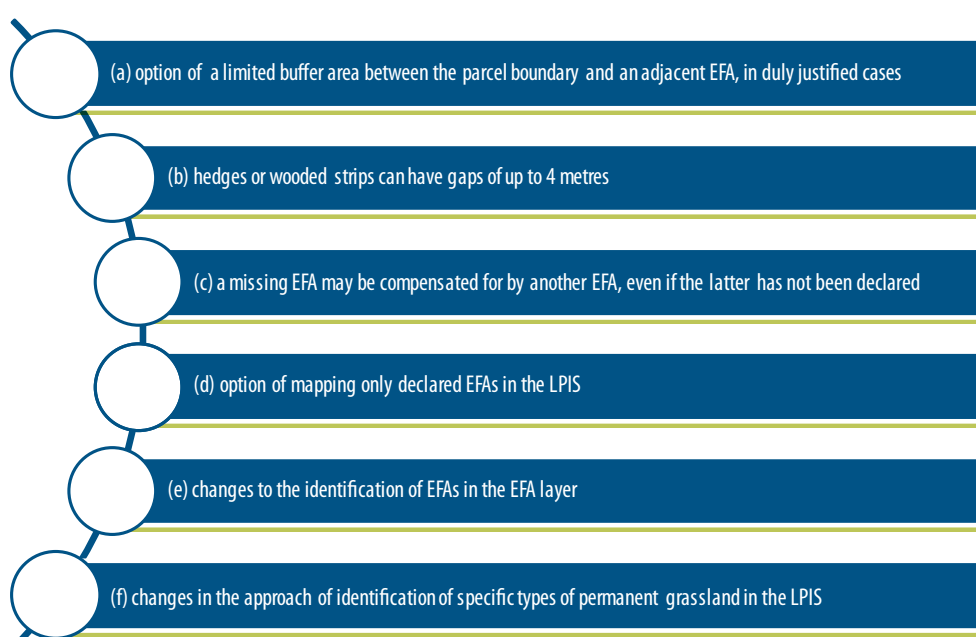 (a) option of a limited buffer area between the parcel boundary and an adjacent EFA, in duly justified cases
(b) hedges or wooded strips can have gaps of up to 4 metres
(c) a missing EFA may be compensated for by another EFA, even if the latter has not been declared
(d) option of mapping only declared EFAs in the LPIS
(e) changes to the identification of EFAs in the EFA layer
(f) changes in the approach of identification of specific types of permanent grassland in the LPIS